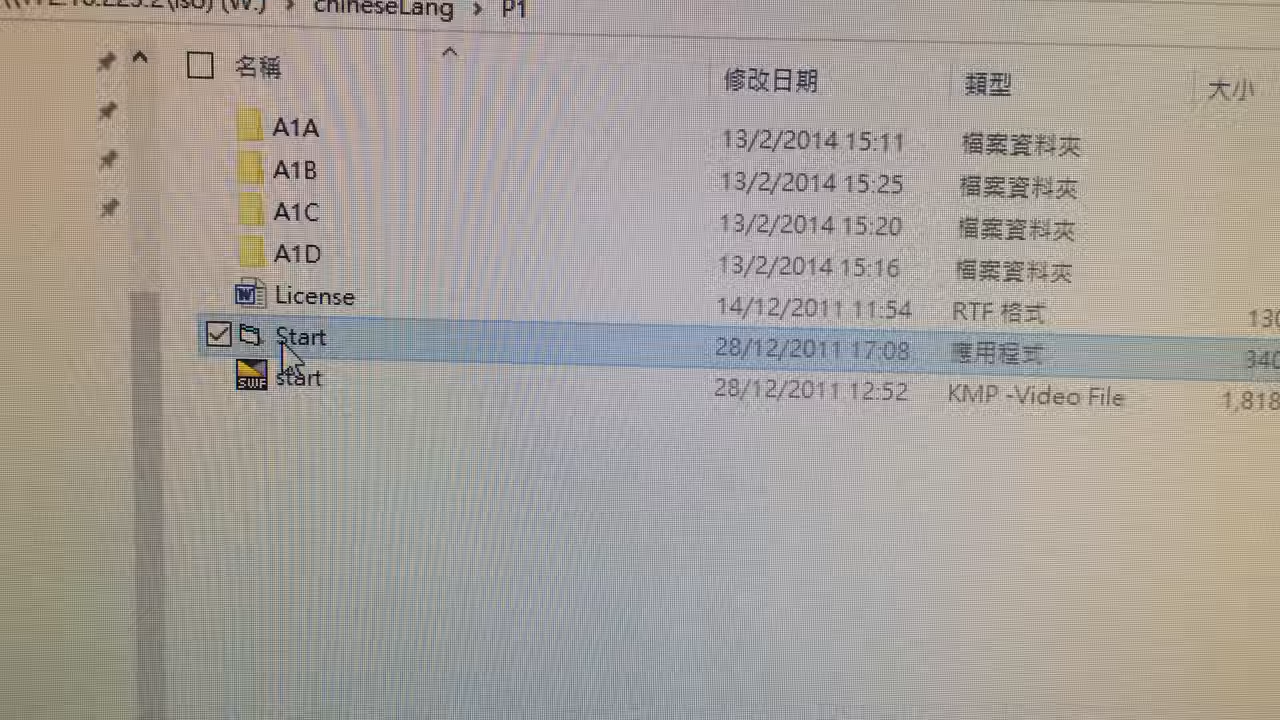 chineseLang > P1
名稱 修改日期 類型 大小
A1A 13/2/2014 15:11 檔案資料夾
A1B 13/2/2014 15:25 檔案資料夾
A1C 13/2/2014 15:20 檔案資料夾
A1D 13/2/2014 15:16 檔案資料夾
License 14/12/2011 11:54 RTF 格式 130
Start 28/12/2011 17:08 應用程式 340
SWF start 28/12/2011 12:52 KMP -Video File 1,818